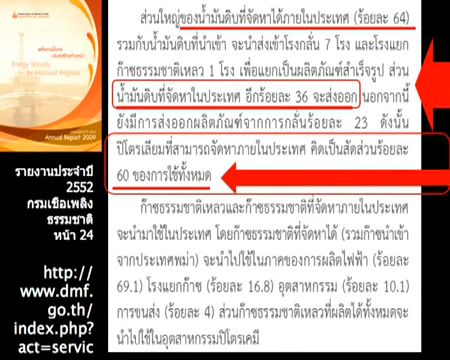 Energy Security
for National Progress
Annual Report 2009
รายงานประจำปี
2552
กรมเชื้อเพลิง
ธรรมชาติ
หน้า 24
http://
www.dmf.
go.th/
index.php?
act=servic
ส่วนใหญ่ของน้ำมันดิบที่จัดหาได้ภายในประเทศ (ร้อยละ 64)
รวมกับน้ำมันดิบที่นำเข้า จะนำส่งเข้าโรงกลั่น 7 โรง และโรงแยก
ก๊าซธรรมชาติเหลว 1 โรง เพื่อแยกเป็นผลิตภัณฑ์สำเร็จรูป ส่วน
น้ำมันดิบที่จัดหาในประเทศ อีกร้อยละ 36 จะส่งออก นอกจากนี้
ยังมีการส่งออกผลิตภัณฑ์จากการกลั่นร้อยละ 23 ดังนั้น
ปิโตรเลียมที่สามารถจัดหาภายในประเทศ คิดเป็นสัดส่วนร้อยละ
60 ของการใช้ทั้งหมด
ก๊าซธรรมชาติเหลวและก๊าซธรรมชาติที่จัดหาภายในประเทศ
จะนำมาใช้ในประเทศ โดยก๊าซธรรมชาติที่จัดหาได้ (รวมก๊าซนำเข้า
จากประเทศพม่า) จะนำไปใช้ในภาคของการผลิตไฟฟ้า (ร้อยละ
69.1) โรงแยกก๊าซ (ร้อยละ 16.8) อุตสาหกรรม (ร้อยละ 10.1)
การขนส่ง (ร้อยละ 4) ส่วนก๊าซธรรมชาติเหลวที่ผลิตได้ทั้งหมดจะ
นำไปใช้ในอุตสาหกรรมปิโตรเคมี